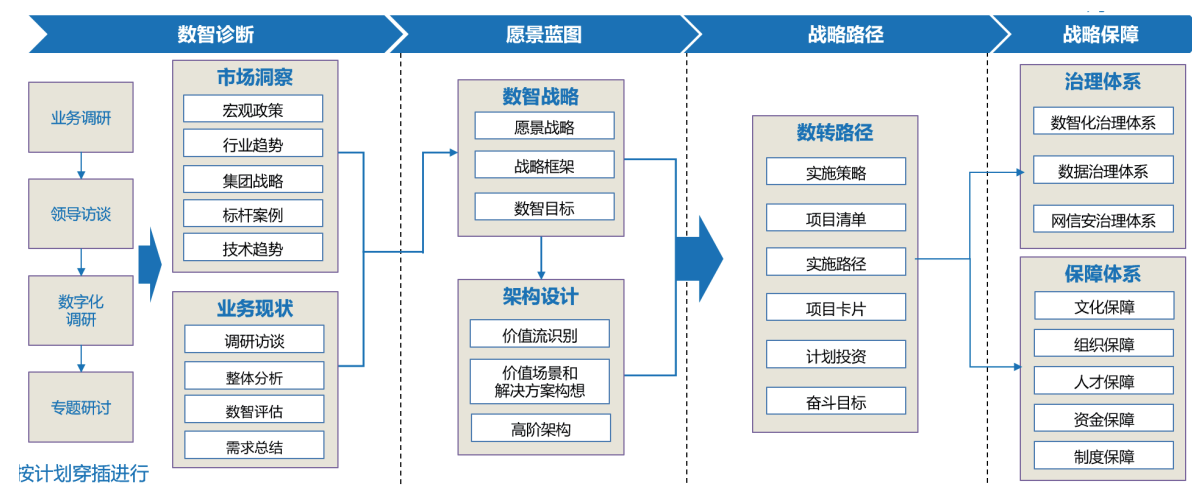 数智诊断
愿景蓝图
战略路径
战略保障
业务调研
领导访谈
数字化
调研
专题研讨
按计划穿插进行
市场洞察
宏观政策
行业趋势
集团战略
标杆案例
技术趋势
业务现状
调研访谈
整体分析
数智评估
需求总结
数智战略
愿景战略
战略框架
数智目标
架构设计
价值流识别
价值场景和
解决方案构想
高阶架构
数转路径
实施策略
项目清单
实施路径
项目卡片
计划投资
奋斗目标
治理体系
数智化治理体系
数据治理体系
网信安治理体系
保障体系
文化保障
组织保障
人才保障
资金保障
制度保障